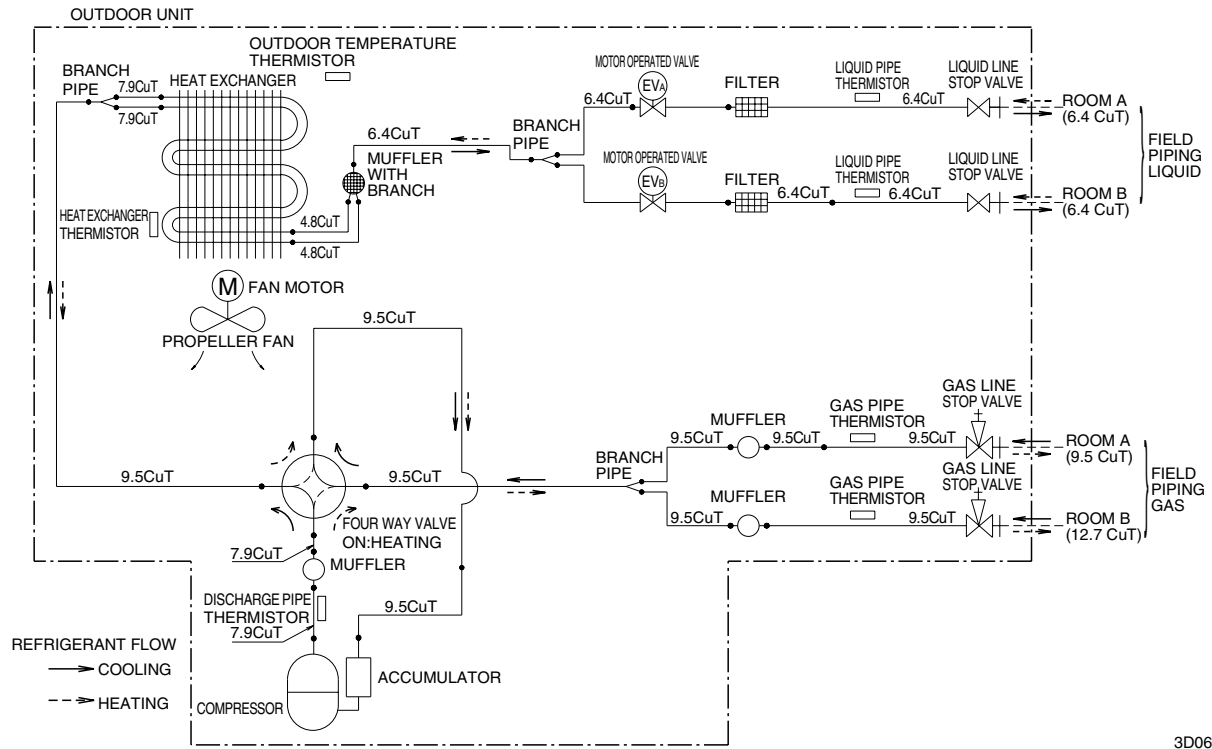 OUTDOOR UNIT
OUTDOOR TEMPERATURE
THERMISTOR
BRANCH
PIPE
7.9CuT
7.9CuT
HEAT EXCHANGER
HEAT EXCHANGER
THERMISTOR
4.8CuT
4.8CuT
6.4CuT
MUFFLER
WITH
BRANCH
BRANCH
PIPE
MOTOR OPERATED VALVE
EVA
6.4CuT
FILTER
LIQUID PIPE
THERMISTOR
6.4CuT
LIQUID LINE
STOP VALVE
ROOM A
(6.4 CuT)
MOTOR OPERATED VALVE
EVB
FILTER
6.4CuT
LIQUID PIPE
THERMISTOR
6.4CuT
LIQUID LINE
STOP VALVE
ROOM B
(6.4 CuT)
FIELD
PIPING
LIQUID
M
FAN MOTOR
PROPELLER FAN
9.5CuT
9.5CuT
9.5CuT
FOUR WAY VALVE
ON:HEATING
BRANCH
PIPE
9.5CuT
MUFFLER
9.5CuT
GAS PIPE
THERMISTOR
9.5CuT
GAS LINE
STOP VALVE
ROOM A
(9.5 CuT)
9.5CuT
MUFFLER
GAS PIPE
THERMISTOR
9.5CuT
GAS LINE
STOP VALVE
ROOM B
(12.7 CuT)
FIELD
PIPING
GAS
7.9CuT
MUFFLER
DISCHARGE PIPE
THERMISTOR
7.9CuT
9.5CuT
ACCUMULATOR
COMPRESSOR
REFRIGERANT FLOW
COOLING
HEATING
3D06